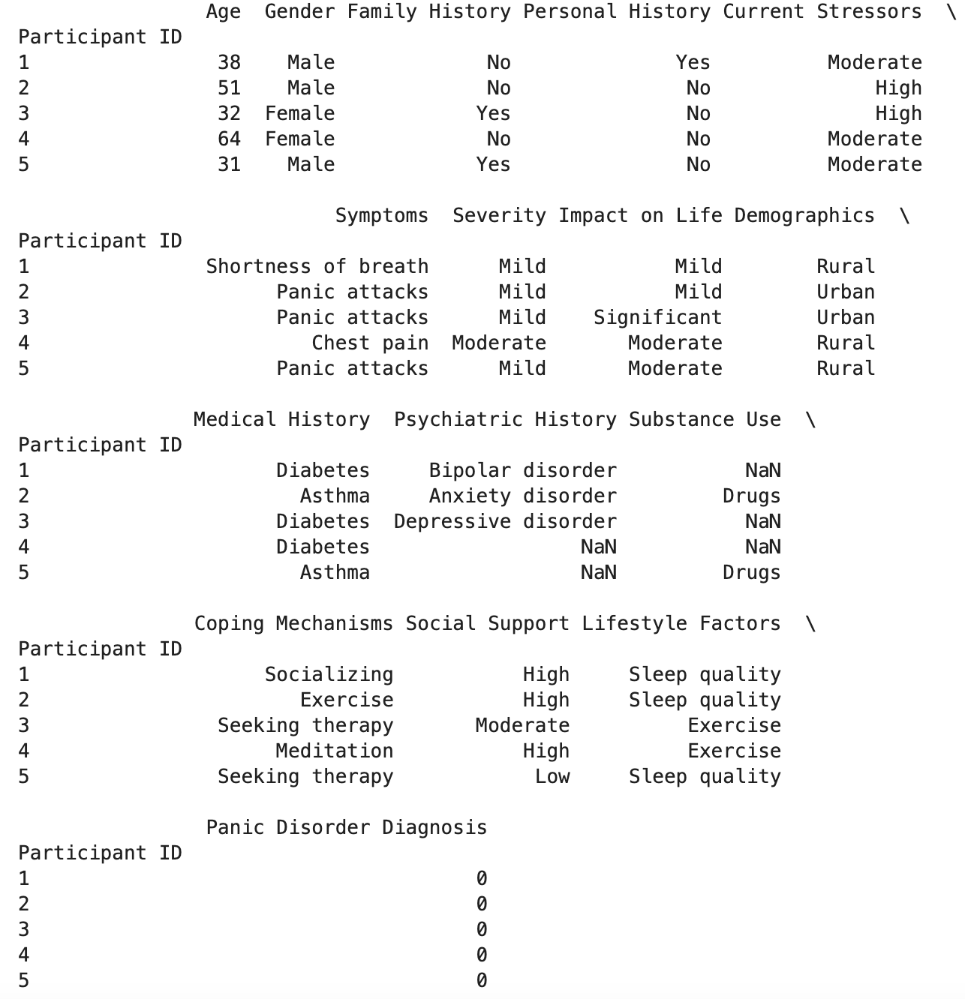 Age Gender Family History Personal History Current Stressors \
Participant ID
1 38 Male No Yes Moderate
2 51 Male No No High
3 32 Female Yes No High
4 64 Female No No Moderate
5 31 Male Yes No Moderate
Symptoms Severity Impact on Life Demographics \
Participant ID
1 Shortness of breath Mild Mild Rural
2 Panic attacks Mild Mild Urban
3 Panic attacks Mild Significant Urban
4 Chest pain Moderate Moderate Rural
5 Panic attacks Mild Moderate Rural
Medical History Psychiatric History Substance Use \
Participant ID
1 Diabetes Bipolar disorder NaN
2 Asthma Anxiety disorder Drugs
3 Diabetes Depressive disorder NaN
4 Diabetes NaN NaN
5 Asthma NaN Drugs
Coping Mechanisms Social Support Lifestyle Factors \
Participant ID
1 Socializing High Sleep quality
2 Exercise High Sleep quality
3 Seeking therapy Moderate Exercise
4 Meditation High Exercise
5 Seeking therapy Low Sleep quality
Panic Disorder Diagnosis
Participant ID
1 0
2 0
3 0
4 0
5 0